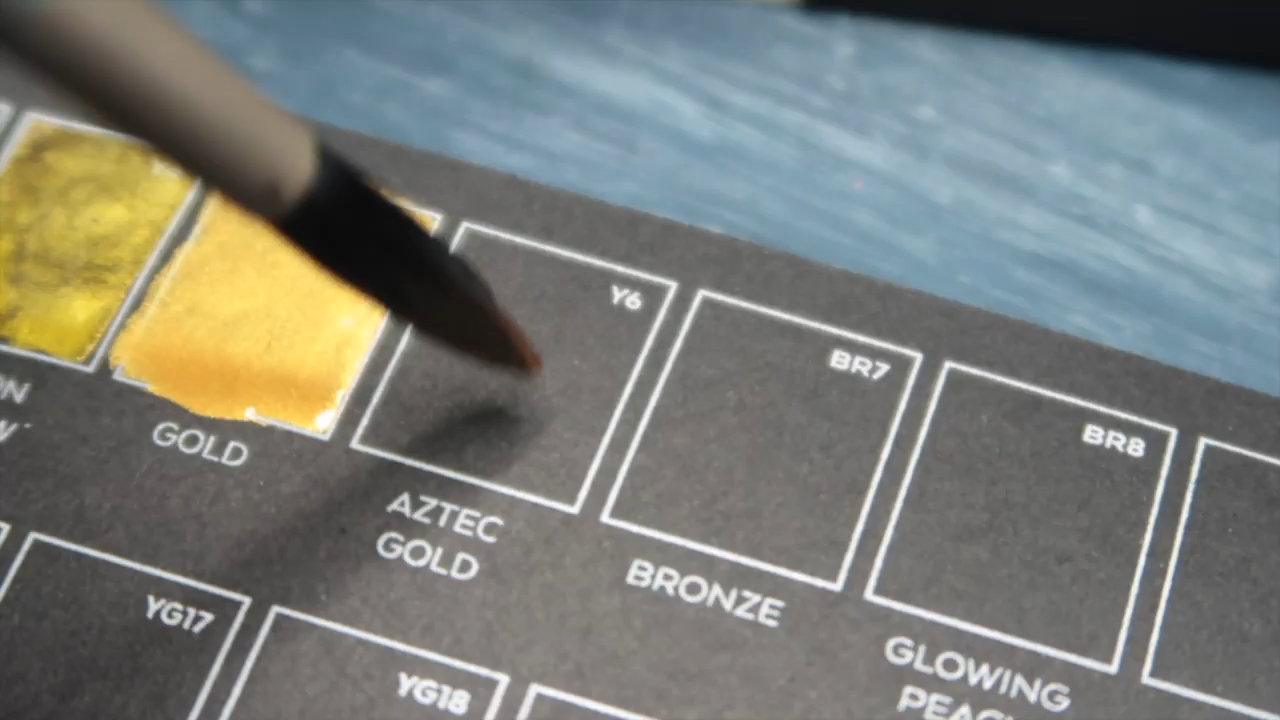 Y6
BR7
BR8
GOLD
AZTEC
GOLD
BRONZE
GLOWING
YG17
YG18